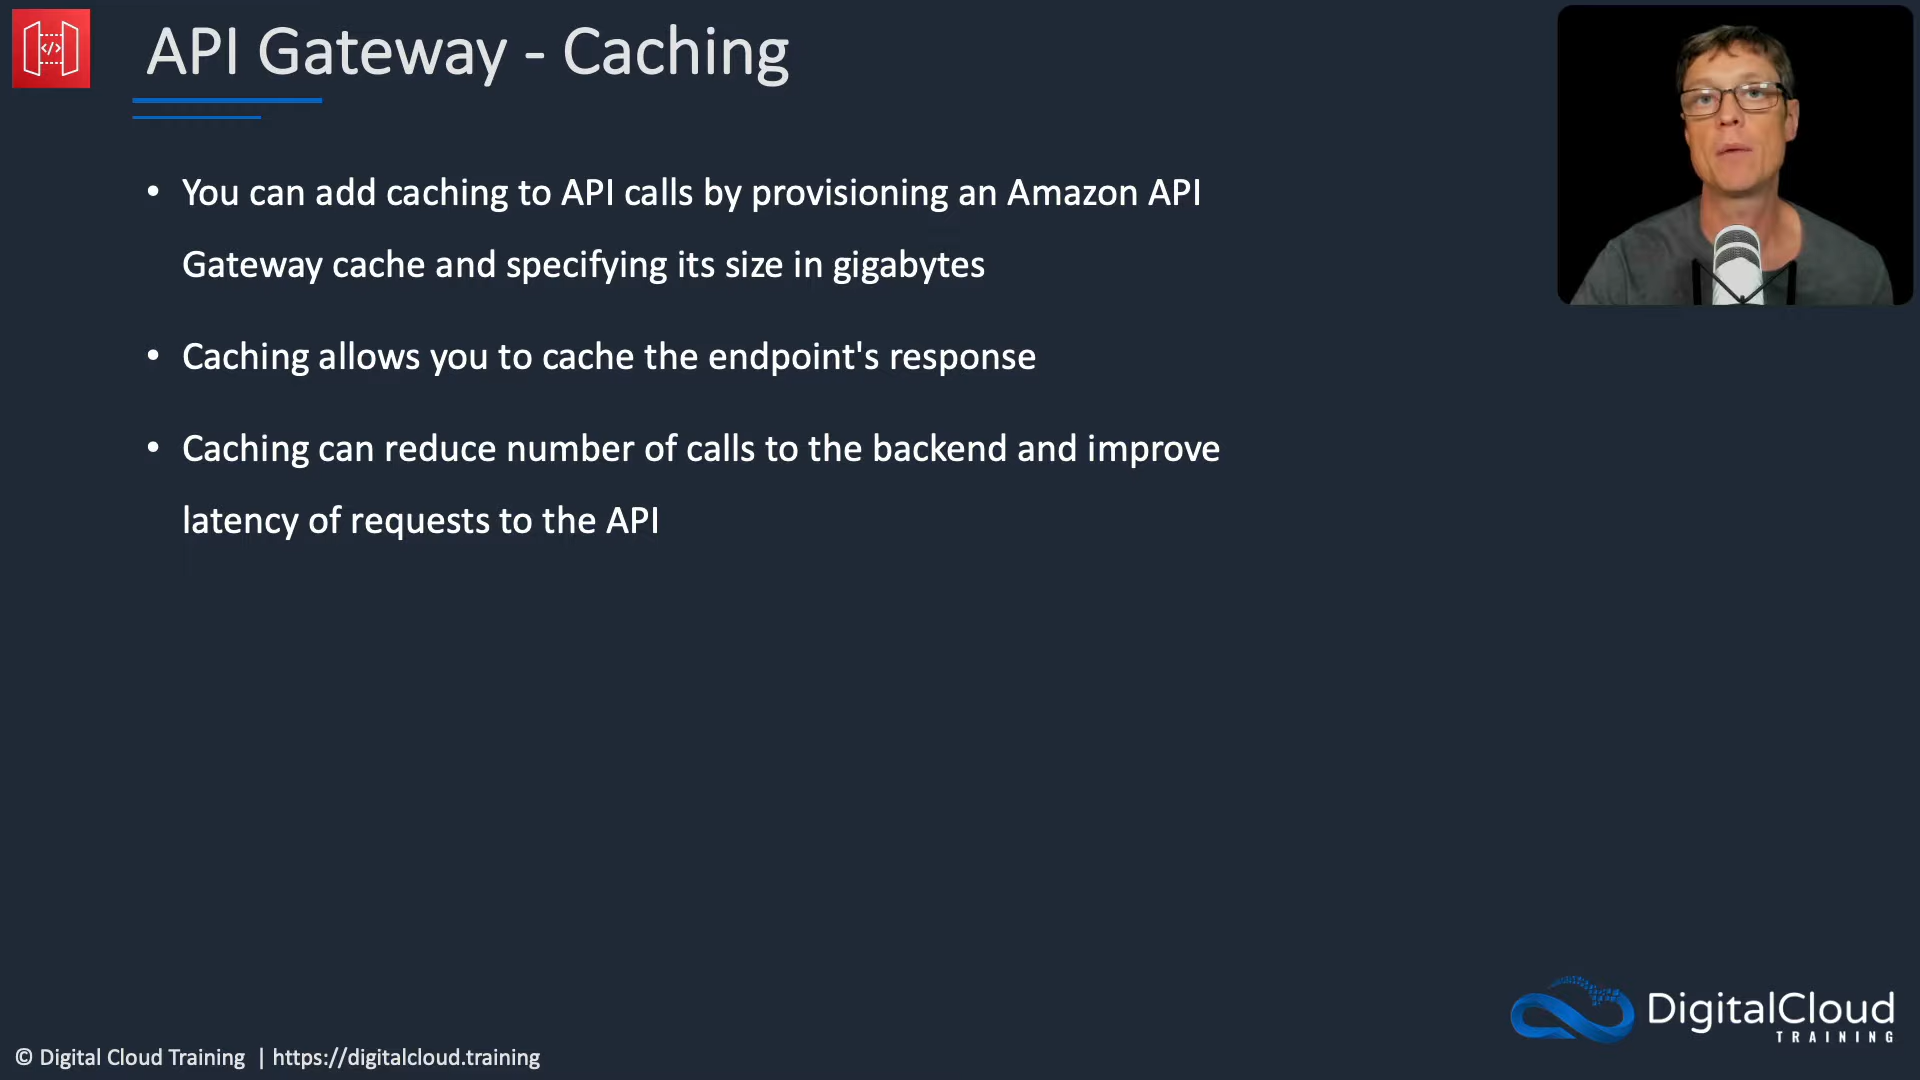 </>
API Gateway - Caching
• You can add caching to API calls by provisioning an Amazon API
Gateway cache and specifying its size in gigabytes
• Caching allows you to cache the endpoint's response
• Caching can reduce number of calls to the backend and improve
latency of requests to the API
DigitalCloud
TRAINING
© Digital Cloud Training | https://digitalcloud.training